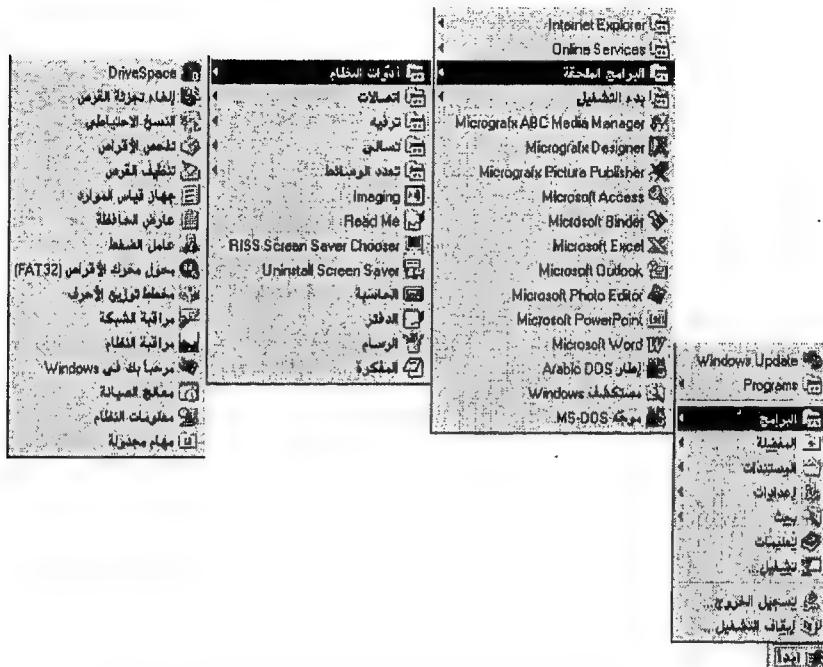 Internet Explorer
Online Services
البرامج الملحقة
بدء التشغيل
Micrografx ABC Media Manager
Micrografx Designer
Micrografx Picture Publisher
Microsoft Access
Microsoft Binder
Microsoft Excel
Microsoft Outlook
Microsoft Photo Editor
Microsoft PowerPoint
Microsoft Word
إطار Arabic DOS
مستكشف Windows
موجّه MS-DOS
أدوات النظام
اتصالات
ترفيه
تسالي
تعدد الوسائط
Imaging
Read Me
RISS Screen Saver Chooser
Uninstall Screen Saver
الحاسبة
الدفتر
الرسام
المفكرة
DriveSpace
إلغاء تجزئة القرص
النسخ الاحتياطي
تفحص الأقراص
تنظيف القرص
جهاز قياس الموارد
عارض الحافظة
عامل الضغط
محول محرك الأقراص (FAT32)
مخطط توزيع الأحرف
مراقبة الشبكة
مراقبة النظام
مرحباً بك في Windows
معالج الصيانة
معلومات النظام
مهام مجدولة
Windows Update
Programs
البرامج
المفضلة
المستندات
إعدادات
بحث
تعليمات
تشغيل
تسجيل الخروج
إيقاف التشغيل
ابدأ